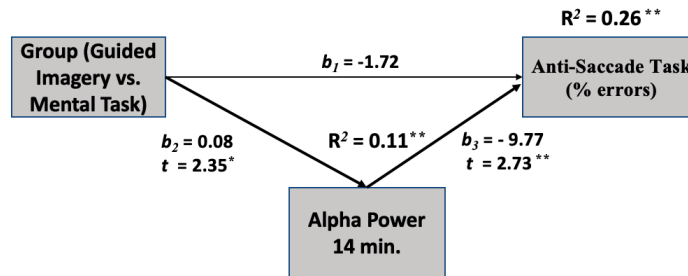 R² = 0.26 **
Group (Guided
Imagery vs.
Mental Task)
b₁ = -1.72
Anti-Saccade Task
(% errors)
b₂ = 0.08
t = 2.35*
R² = 0.11**
b₃ = - 9.77
t = 2.73 **
Alpha Power
14 min.